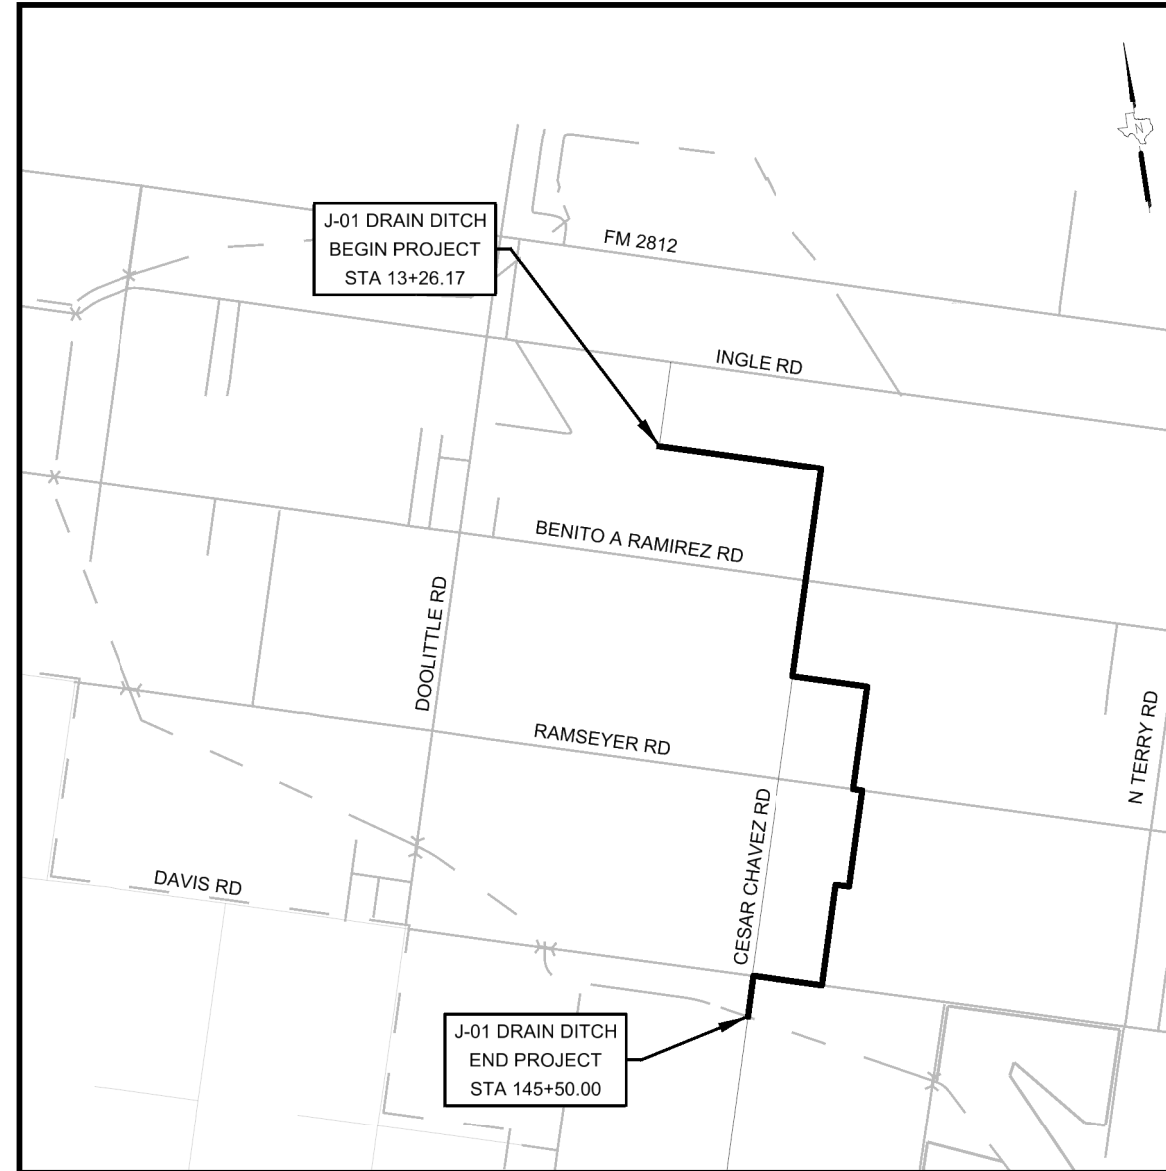 N
J-01 DRAIN DITCH
BEGIN PROJECT
STA 13+26.17
FM 2812
INGLE RD
BENITO A RAMIREZ RD
DOOLITTLE RD
RAMSEYER RD
N TERRY RD
CESAR CHAVEZ RD
DAVIS RD
J-01 DRAIN DITCH
END PROJECT
STA 145+50.00